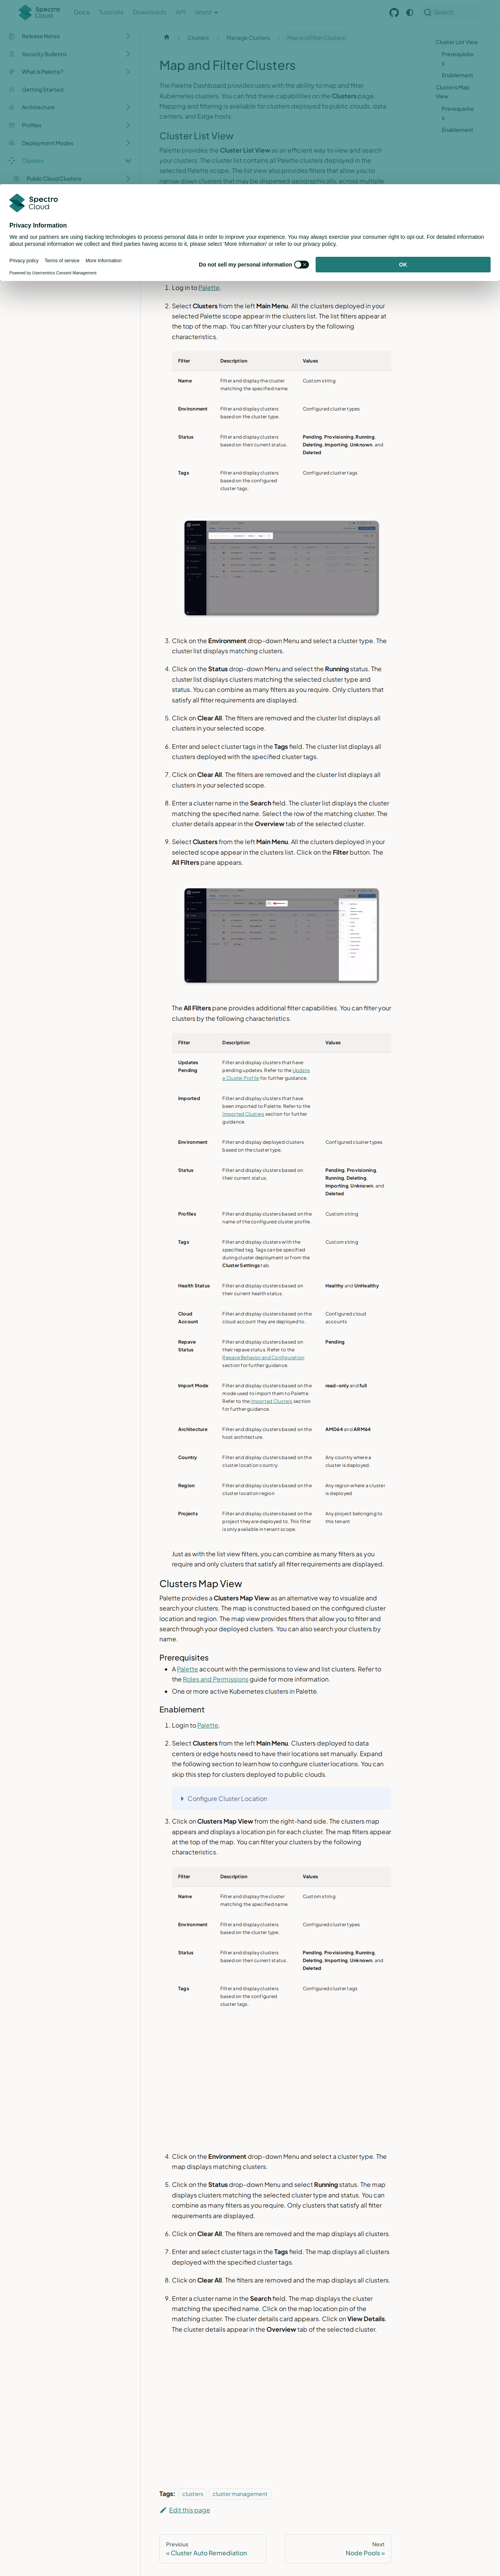 Spectro Cloud
Docs
Tutorials
Downloads
API
latest
Search
Release Notes
Security Bulletins
What is Palette?
Getting Started
Architecture
Profiles
Deployment Modes
Clusters
Public Cloud Clusters
Clusters
Manage Clusters
Map and Filter Clusters
Cluster List View
Prerequisites
Enablement
Clusters Map View
Prerequisites
Enablement
Map and Filter Clusters
The Palette Dashboard provides users with the ability to map and filter
Kubernetes clusters. You can find these capabilities on the Clusters page.
Mapping and filtering is available for clusters deployed to public clouds, data
centers, and Edge hosts.
Cluster List View
Palette provides the Cluster List View as an alternative way to view and search
your clusters. The cluster list contains all Palette clusters deployed in the
selected Palette scope. The list view also provides filters that allow you to
narrow down clusters that may be dispersed geographically, across multiple
Spectro Cloud
Privacy Information
We and our partners are using tracking technologies to process personal data in order to improve your experience. You may always exercise your consumer right to opt-out. For detailed information
about personal information we collect and third parties having access to it, please select 'More Information' or refer to our privacy policy.
Privacy policy
Terms of service
More Information
Do not sell my personal information
OK
Powered by Usercentrics Consent Management
1. Log in to Palette.
2. Select Clusters from the left Main Menu. All the clusters deployed in your
selected Palette scope appear in the clusters list. The list filters appear at
the top of the map. You can filter your clusters by the following
characteristics.
Filter Description Values
Name Filter and display the cluster matching the specified name. Custom string
Environment Filter and display clusters based on the cluster type. Configured cluster types
Status Filter and display clusters based on their current status. Pending, Provisioning, Running, Deleting, Importing, Unknown, and Deleted
Tags Filter and display clusters based on the configured cluster tags. Configured cluster tags
3. Click on the Environment drop-down Menu and select a cluster type. The
cluster list displays matching clusters.
4. Click on the Status drop-down Menu and select the Running status. The
cluster list displays clusters matching the selected cluster type and
status. You can combine as many filters as you require. Only clusters that
satisfy all filter requirements are displayed.
5. Click on Clear All. The filters are removed and the cluster list displays all
clusters in your selected scope.
6. Enter and select cluster tags in the Tags field. The cluster list displays all
clusters deployed with the specified cluster tags.
7. Click on Clear All. The filters are removed and the cluster list displays all
clusters in your selected scope.
8. Enter a cluster name in the Search field. The cluster list displays the cluster
matching the specified name. Select the row of the matching cluster. The
cluster details appear in the Overview tab of the selected cluster.
9. Select Clusters from the left Main Menu. All the clusters deployed in your
selected scope appear in the clusters list. Click on the Filter button. The
All Filters pane appears.
The All Filters pane provides additional filter capabilities. You can filter your
clusters by the following characteristics.
Filter Description Values
Updates Pending Filter and display clusters that have pending updates. Refer to the Update a Cluster Profile for further guidance.
Imported Filter and display clusters that have been imported to Palette. Refer to the Imported Clusters section for further guidance.
Environment Filter and display deployed clusters based on the cluster type. Configured cluster types
Status Filter and display clusters based on their current status. Pending, Provisioning, Running, Deleting, Importing, Unknown, and Deleted
Profiles Filter and display clusters based on the name of the configured cluster profile. Custom string
Tags Filter and display clusters with the specified tag. Tags can be specified during cluster deployment or from the Cluster Settings tab. Custom string
Health Status Filter and display clusters based on their current health status. Healthy and UnHealthy
Cloud Account Filter and display clusters based on the cloud account they are deployed to. Configured cloud accounts
Repave Status Filter and display clusters based on their repave status. Refer to the Repave Behavior and Configuration section for further guidance. Pending
Import Mode Filter and display clusters based on the mode used to import them to Palette. Refer to the Imported Clusters section for further guidance. read-only and full
Architecture Filter and display clusters based on the host architecture. AMD64 and ARM64
Country Filter and display clusters based on the cluster location country. Any country where a cluster is deployed
Region Filter and display clusters based on the cluster location region Any region where a cluster is deployed
Projects Filter and display clusters based on the project they are deployed to. This filter is only available in tenant scope. Any project belonging to this tenant
Just as with the list view filters, you can combine as many filters as you
require and only clusters that satisfy all filter requirements are displayed.
Clusters Map View
Palette provides a Clusters Map View as an alternative way to visualize and
search your clusters. The map is constructed based on the configured cluster
location and region. The map view provides filters that allow you to filter and
search through your deployed clusters. You can also search your clusters by
name.
Prerequisites
A Palette account with the permissions to view and list clusters. Refer to
the Roles and Permissions guide for more information.
One or more active Kubernetes clusters in Palette.
Enablement
1. Login to Palette.
2. Select Clusters from the left Main Menu. Clusters deployed to data
centers or edge hosts need to have their locations set manually. Expand
the following section to learn how to configure cluster locations. You can
skip this step for clusters deployed to public clouds.
Configure Cluster Location
3. Click on Clusters Map View from the right-hand side. The clusters map
appears and displays a location pin for each cluster. The map filters appear
at the top of the map. You can filter your clusters by the following
characteristics.
Filter Description Values
Name Filter and display the cluster matching the specified name. Custom string
Environment Filter and display clusters based on the cluster type. Configured cluster types
Status Filter and display clusters based on their current status. Pending, Provisioning, Running, Deleting, Importing, Unknown, and Deleted
Tags Filter and display clusters based on the configured cluster tags. Configured cluster tags
4. Click on the Environment drop-down Menu and select a cluster type. The
map displays matching clusters.
5. Click on the Status drop-down Menu and select Running status. The map
displays clusters matching the selected cluster type and status. You can
combine as many filters as you require. Only clusters that satisfy all filter
requirements are displayed.
6. Click on Clear All. The filters are removed and the map displays all clusters.
7. Enter and select cluster tags in the Tags field. The map displays all clusters
deployed with the specified cluster tags.
8. Click on Clear All. The filters are removed and the map displays all clusters.
9. Enter a cluster name in the Search field. The map displays the cluster
matching the specified name. Click on the map location pin of the
matching cluster. The cluster details card appears. Click on View Details.
The cluster details appear in the Overview tab of the selected cluster.
Tags: clusters cluster management
Edit this page
Previous
« Cluster Auto Remediation
Next
Node Pools »